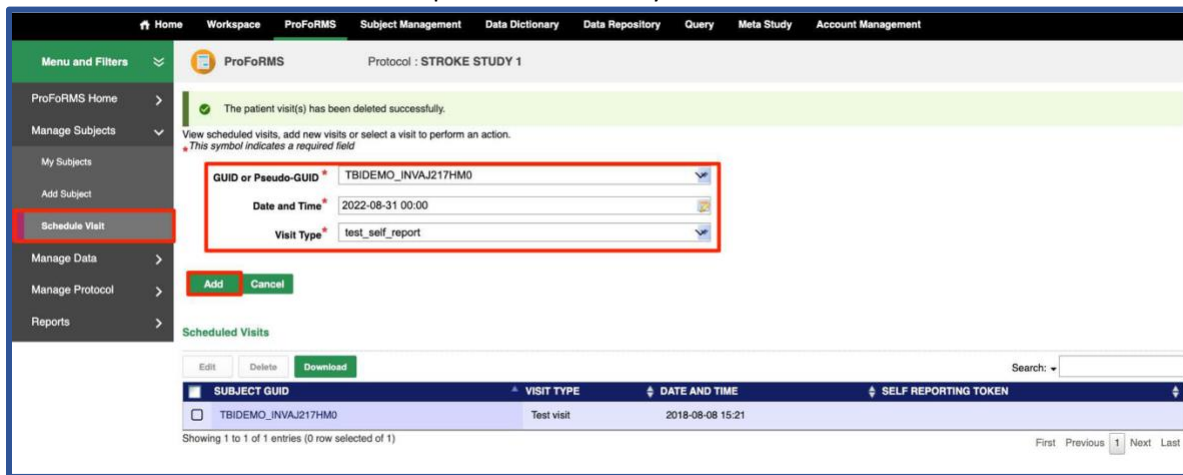 Home Workspace ProFoRMS Subject Management Data Dictionary Data Repository Query Meta Study Account Management
Menu and Filters
ProFoRMS Protocol : STROKE STUDY 1
ProFoRMS Home
The patient visit(s) has been deleted successfully.
Manage Subjects
View scheduled visits, add new visits or select a visit to perform an action.
*This symbol indicates a required field
My Subjects
GUID or Pseudo-GUID * TBIDEMO_INVAJ217HM0
Add Subject
Date and Time* 2022-08-31 00:00
Schedule Visit
Visit Type* test_self_report
Manage Data
Manage Protocol
Add Cancel
Reports
Scheduled Visits
Edit Delete Download Search:
SUBJECT GUID VISIT TYPE DATE AND TIME SELF REPORTING TOKEN
TBIDEMO_INVAJ217HM0 Test visit 2018-08-08 15:21
Showing 1 to 1 of 1 entries (0 row selected of 1) First Previous 1 Next Last